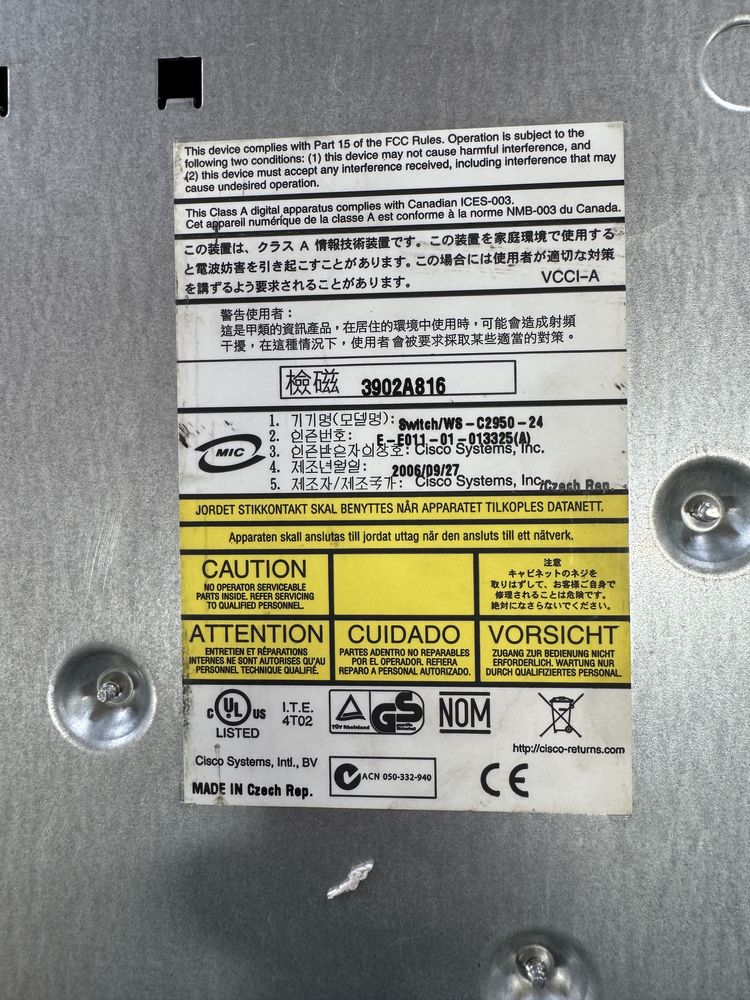 This device complies with Part 15 of the FCC Rules. Operation is subject to the
following two conditions: (1) this device may not cause harmful interference, and
(2) this device must accept any interference received, including interference that may
cause undesired operation.
This Class A digital apparatus complies with Canadian ICES-003.
Cet appareil numérique de la classe A est conforme à la norme NMB-003 du Canada.
この装置は、クラス A 情報技術装置です。この装置を家庭環境で使用する
と電波妨害を引き起こすことがあります。この場合には使用者が適切な対策
を講ずるよう要求されることがあります。 VCCI-A
警告使用者：
這是甲類的資訊產品，在居住的環境中使用時，可能會造成射頻
干擾，在這種情況下，使用者會被要求採取某些適當的對策。
檢磁 3902A816
MIC
1. 기기명(모델명): Switch/WS-C2950-24
2. 인증번호: E-E011-01-013325(A)
3. 인증받은자의상호: Cisco Systems, Inc.
4. 제조년월일: 2006/09/27
5. 제조자/제조국가: Cisco Systems, Inc./Czech Rep.
JORDET STIKKONTAKT SKAL BENYTTES NÅR APPARATET TILKOPLES DATANETT.
Apparaten skall anslutas till jordat uttag när den ansluts till ett nätverk.
CAUTION
NO OPERATOR SERVICEABLE
PARTS INSIDE. REFER SERVICING
TO QUALIFIED PERSONNEL.
注意
キャビネットのネジを
取りはずして、お客様ご自身で
修理されることは危険です。
絶対になさらないでください。
ATTENTION
ENTRETIEN ET RÉPARATIONS
INTERNES NE SONT AUTORISES QU'AU
PERSONNEL TECHNIQUE QUALIFIÉ.
CUIDADO
PARTES ADENTRO NO REPARABLES
POR EL OPERADOR. REFIERA
REPARO A PERSONAL AUTORIZADO.
VORSICHT
ZUGANG ZUR BEDIENUNG NICHT
ERFORDERLICH. WARTUNG NUR
DURCH QUALIFIZIERTES PERSONAL.
C UL US
LISTED
I.T.E.
4T02
TÜV Rheinland
GS
NOM
http://cisco-returns.com
Cisco Systems, Intl., BV
MADE IN Czech Rep.
ACN 050-332-940
CE